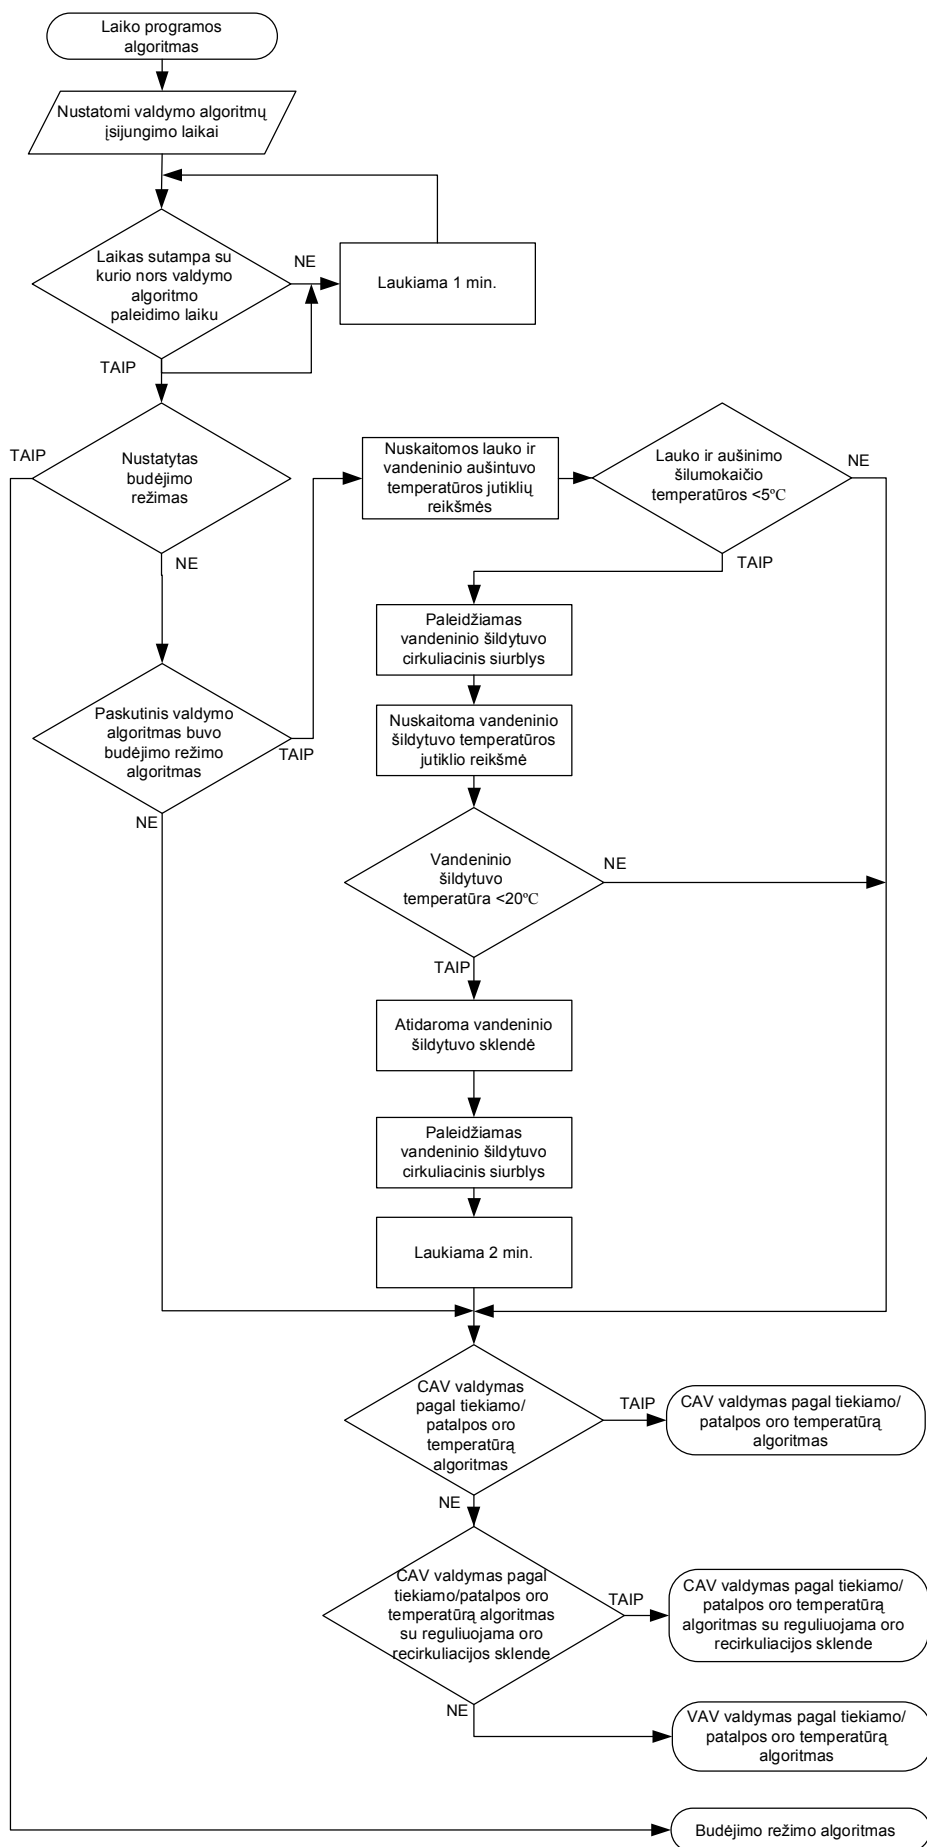 Laiko programos
algoritmas
Nustatomi valdymo algoritmų
įsijungimo laikai
Laikas sutampa su
kurio nors valdymo
algoritmo
paleidimo laiku
NE
Laukiama 1 min.
TAIP
TAIP
Nustatytas
budėjimo
režimas
NE
Nuskaitomos lauko ir
vandeninio aušintuvo
temperatūros jutiklių
reikšmės
Lauko ir aušinimo
šilumokaičio
temperatūros <5ºC
NE
TAIP
Paleidžiamas
vandeninio šildytuvo
cirkuliacinis siurblys
Paskutinis valdymo
algoritmas buvo
budėjimo režimo
algoritmas
TAIP
NE
Nuskaitoma vandeninio
šildytuvo temperatūros
jutiklio reikšmė
Vandeninio
šildytuvo
temperatūra <20ºC
NE
TAIP
Atidaroma vandeninio
šildytuvo sklendė
Paleidžiamas
vandeninio šildytuvo
cirkuliacinis siurblys
Laukiama 2 min.
CAV valdymas
pagal tiekiamo/
patalpos oro
temperatūrą
algoritmas
TAIP
CAV valdymas pagal tiekiamo/
patalpos oro temperatūrą
algoritmas
NE
CAV valdymas pagal
tiekiamo/patalpos oro
temperatūrą algoritmas
su reguliuojama oro
recirkuliacijos sklende
TAIP
CAV valdymas pagal tiekiamo/
patalpos oro temperatūrą
algoritmas su reguliuojama oro
recirkuliacijos sklende
NE
VAV valdymas pagal tiekiamo/
patalpos oro temperatūrą
algoritmas
Budėjimo režimo algoritmas